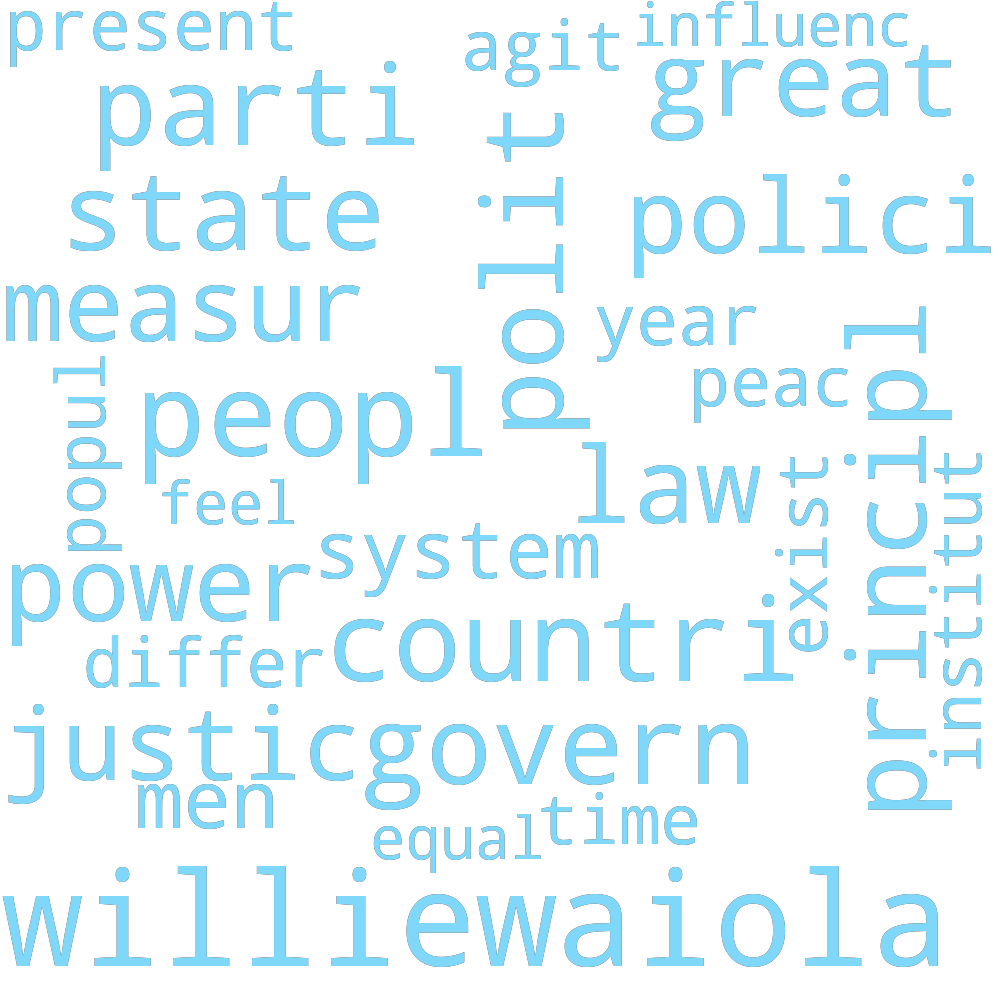 present
agit
influenc
great
parti
polit
state
polici
measur
year
principl
peac
popul
peopl
law
feel
exist
institut
system
power
countri
differ
justic
govern
men
time
equal
williewaiola